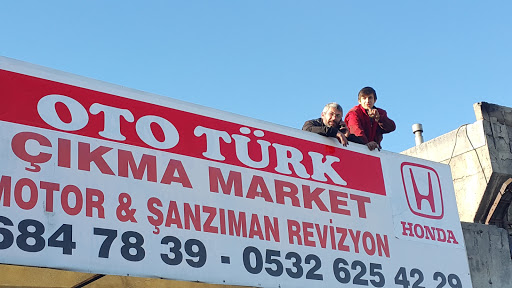 OTO TÜRK
ÇIKMA MARKET
MOTOR & ŞANZIMAN REVİZYON
684 78 39 - 0532 625 42 29
HONDA